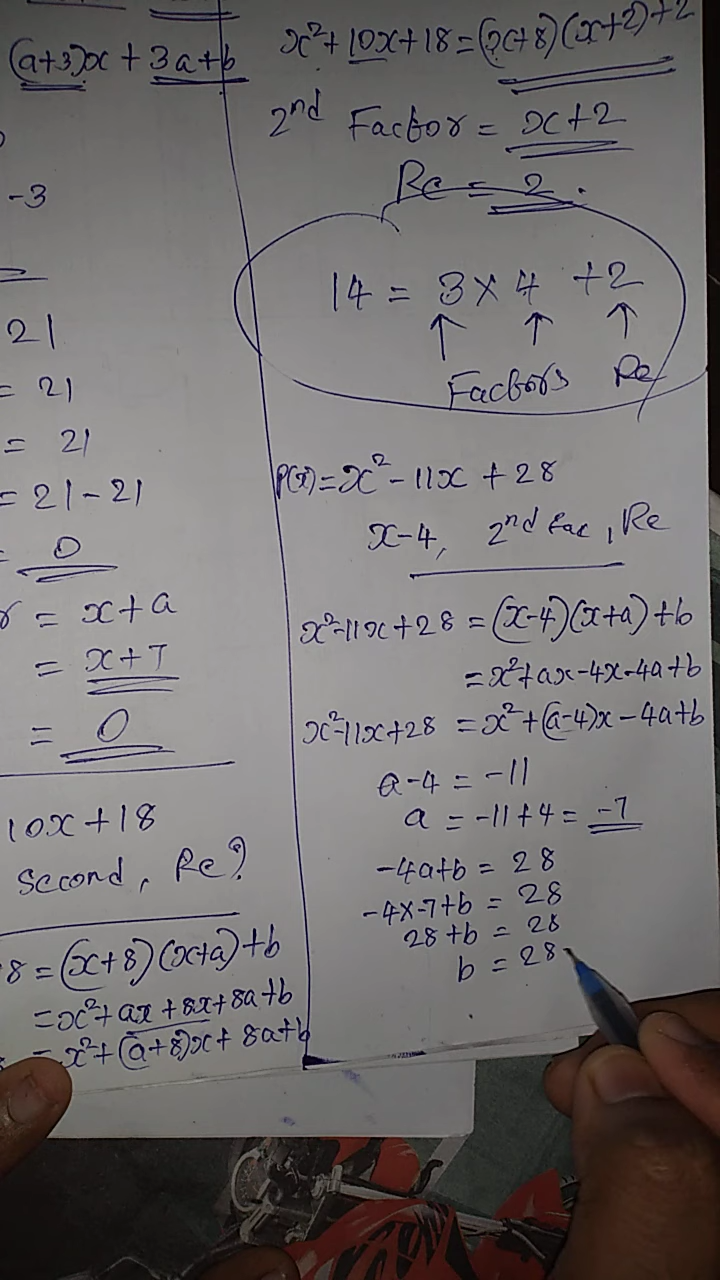 (a+3)x + 3a+b
-3
21
= 21
= 21
= 21-21
= 0
= x+a
= x+7
= 0
10x+18
Second, Re?
8 = (x+8)(x+a)+b
= x²+ax+8x+8a+b
= x²+(a+8)x+8a+b
x²+10x+18 = (x+8)(x+2)+2
2nd Factor = x+2
Re = 2.
14 = 3×4 +2
↑ ↑ ↑
Factors Re
P(x)=x²-11x+28
x-4, 2nd fac, Re
x²-11x+28 = (x-4)(x+a)+b
= x²+ax-4x-4a+b
x²-11x+28 = x²+(a-4)x-4a+b
a-4 = -11
a = -11+4 = -7
-4a+b = 28
-4×-7+b = 28
28+b = 28
b = 28-